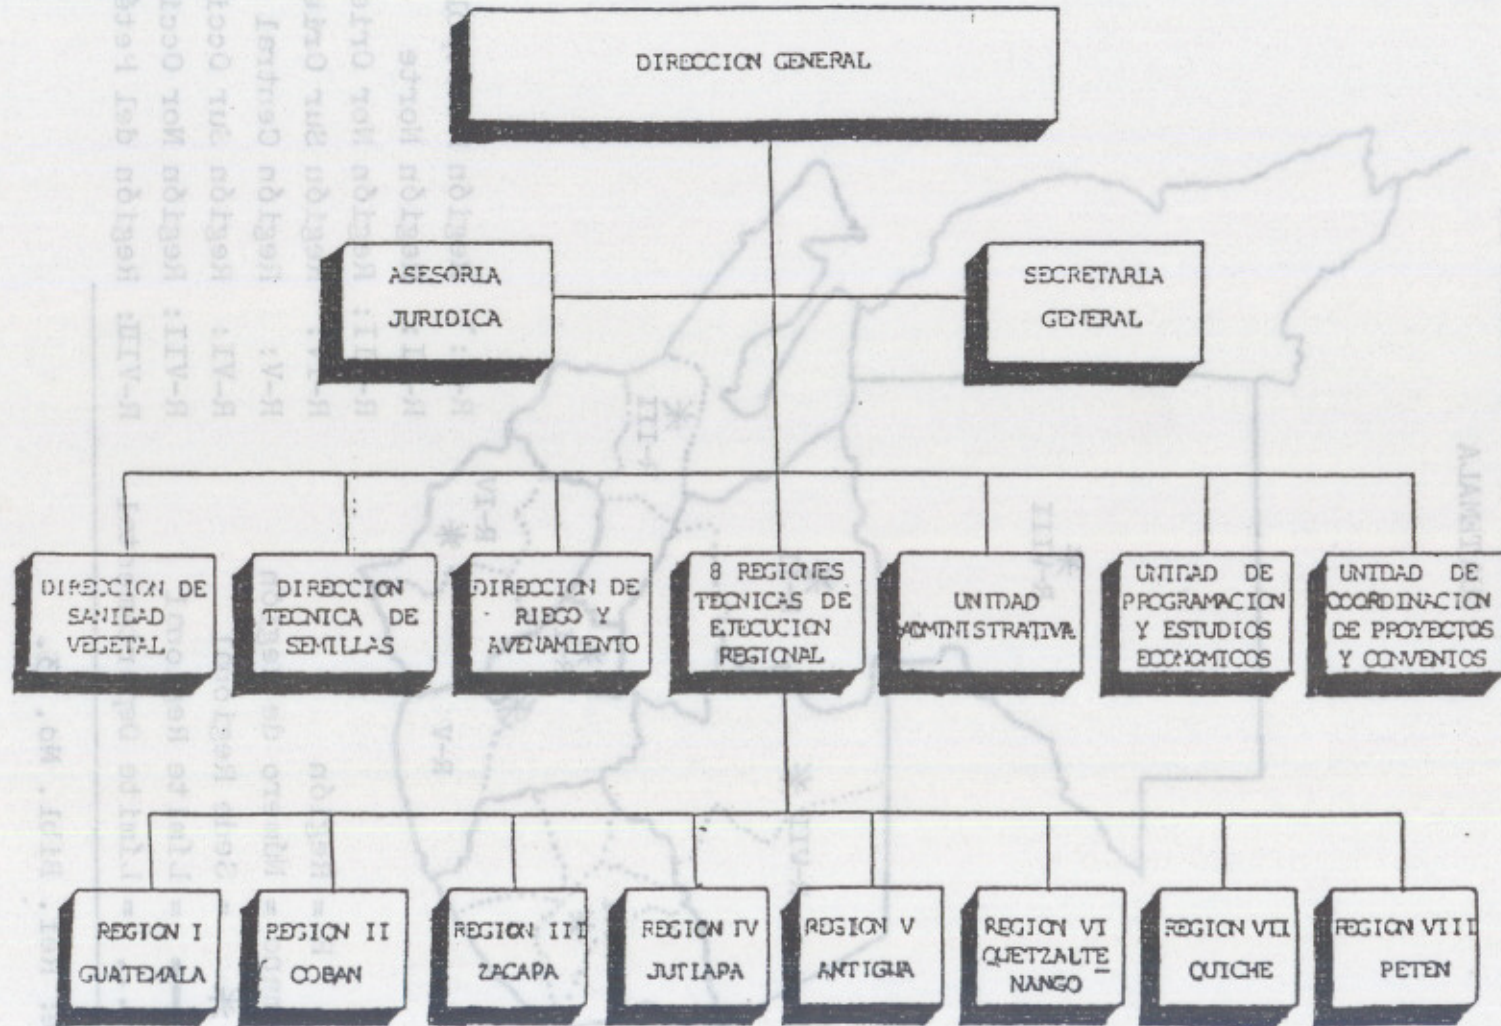 DIRECCION GENERAL
ASESORIA
JURIDICA
SECRETARIA
GENERAL
DIRECCION DE
SANIDAD
VEGETAL
DIRECCION
TECNICA DE
SEMILLAS
DIRECCION DE
RIEGO Y
AVENAMIENTO
8 REGIONES
TECNICAS DE
EJECUCION
REGIONAL
UNIDAD
ADMINISTRATIVA
UNIDAD DE
PROGRAMACION
Y ESTUDIOS
ECONOMICOS
UNIDAD DE
COORDINACION
DE PROYECTOS
Y CONVENTOS
REGION I
GUATEMALA
REGION II
COBAN
REGION III
ZACAPA
REGION IV
JUTIAPA
REGION V
ANTIGUA
REGION VI
QUETZALTE
NANGO
REGION VII
QUICHE
REGION VIII
PETEN